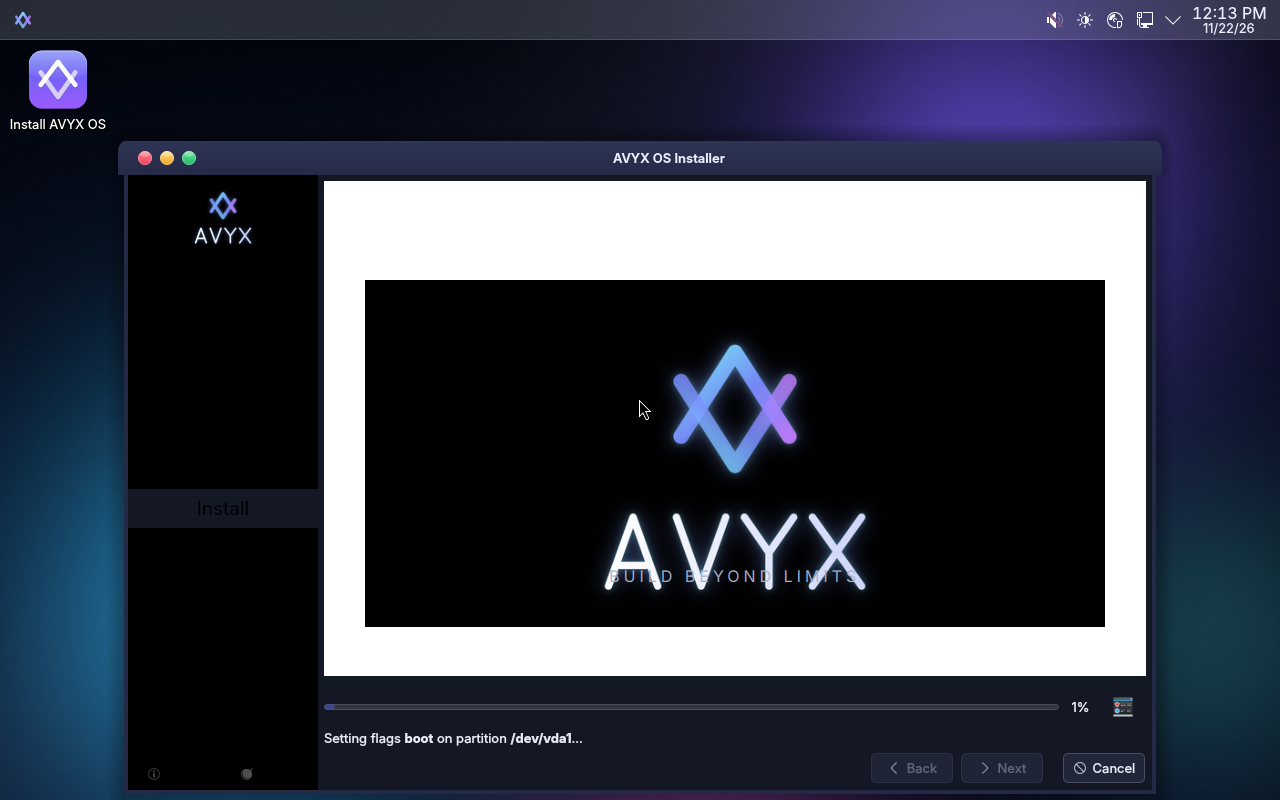 12:13 PM
11/22/26
Install AVYX OS
AVYX OS Installer
AVYX
Install
AVYX
BUILD BEYOND LIMITS
1%
Setting flags boot on partition /dev/vda1...
Back
Next
Cancel